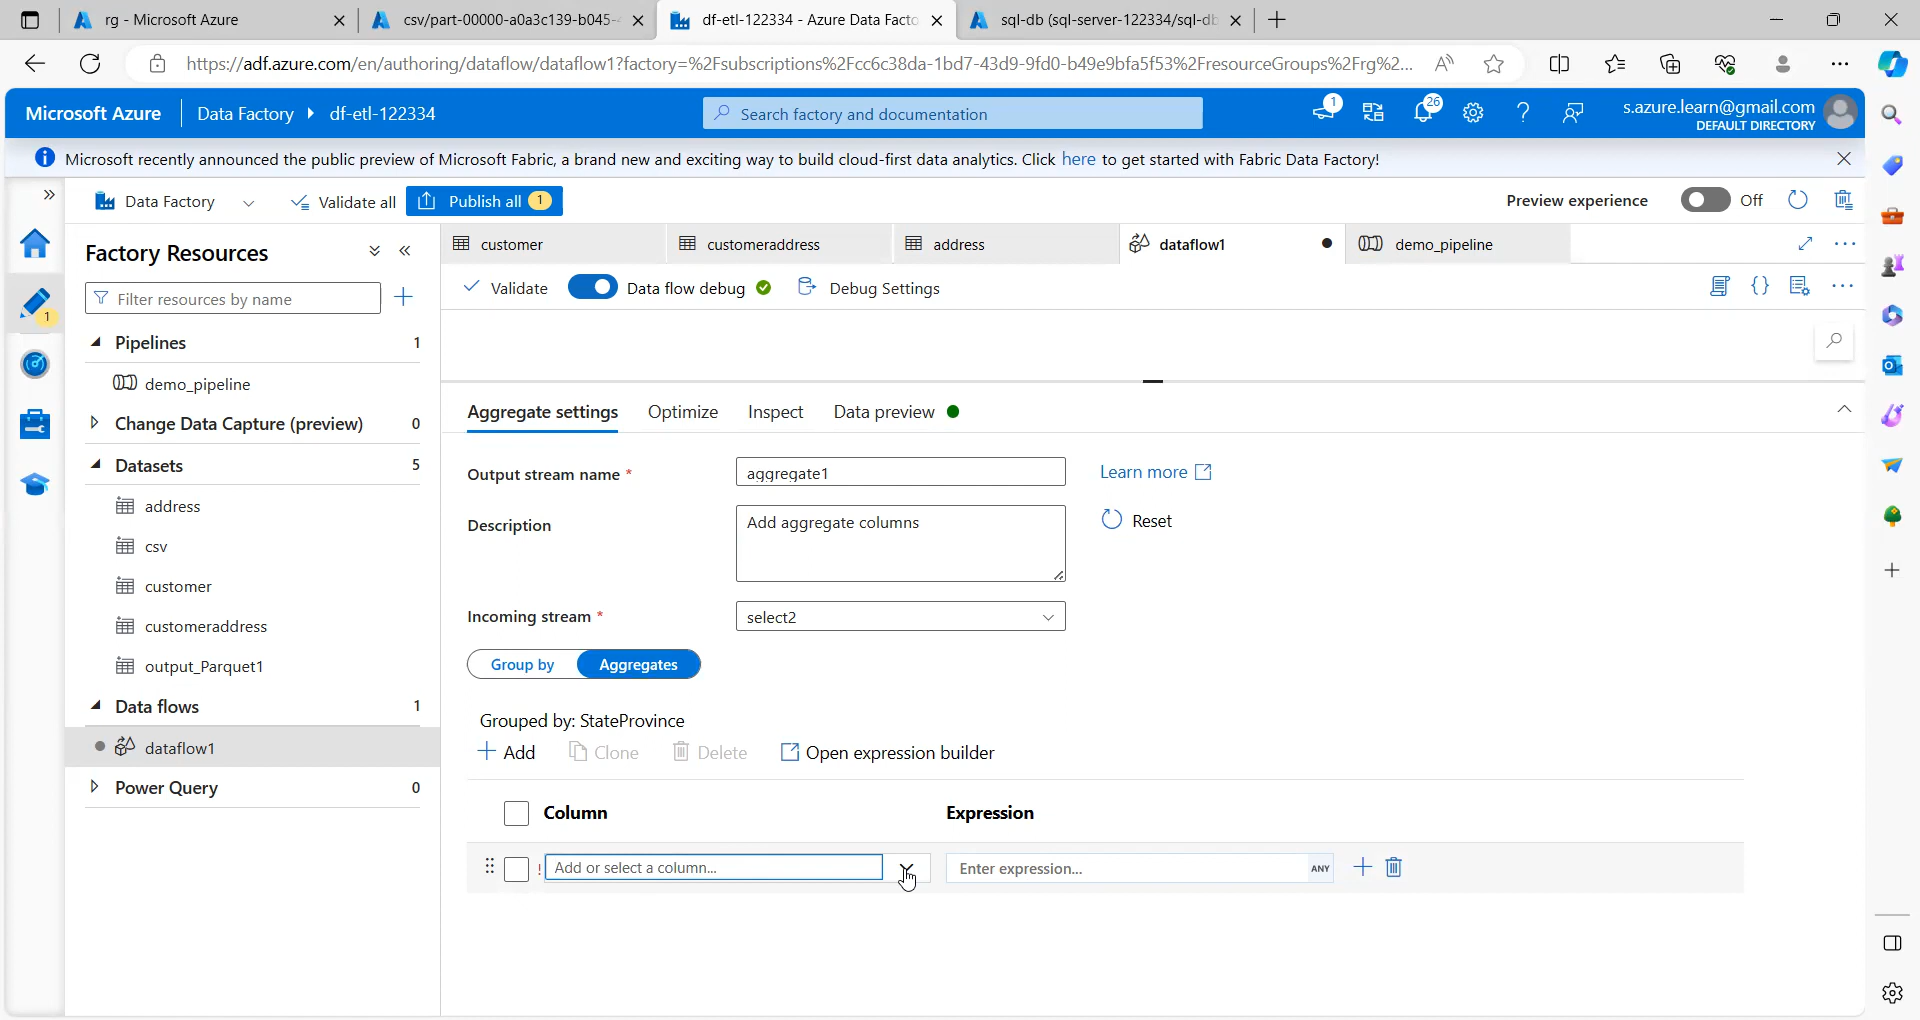 rg - Microsoft Azure
csv/part-00000-a0a3c139-b045-
df-etl-122334 - Azure Data Facto
sql-db (sql-server-122334/sql-db
https://adf.azure.com/en/authoring/dataflow/dataflow1?factory=%2Fsubscriptions%2Fcc6c38da-1bd7-43d9-9fd0-b49e9bfa5f53%2FresourceGroups%2Frg%2...
Microsoft Azure
Data Factory
df-etl-122334
Search factory and documentation
1
26
s.azure.learn@gmail.com
DEFAULT DIRECTORY
Microsoft recently announced the public preview of Microsoft Fabric, a brand new and exciting way to build cloud-first data analytics. Click here to get started with Fabric Data Factory!
Data Factory
Validate all
Publish all 1
Preview experience
Off
Factory Resources
customer
customeraddress
address
dataflow1
demo_pipeline
Filter resources by name
1
Validate
Data flow debug
Debug Settings
Pipelines 1
demo_pipeline
Change Data Capture (preview) 0
Datasets 5
address
csv
customer
customeraddress
output_Parquet1
Data flows 1
dataflow1
Power Query 0
Aggregate settings
Optimize
Inspect
Data preview
Output stream name *
aggregate1
Learn more
Description
Add aggregate columns
Reset
Incoming stream *
select2
Group by
Aggregates
Grouped by: StateProvince
Add
Clone
Delete
Open expression builder
Column
Expression
! Add or select a column...
Enter expression...
ANY